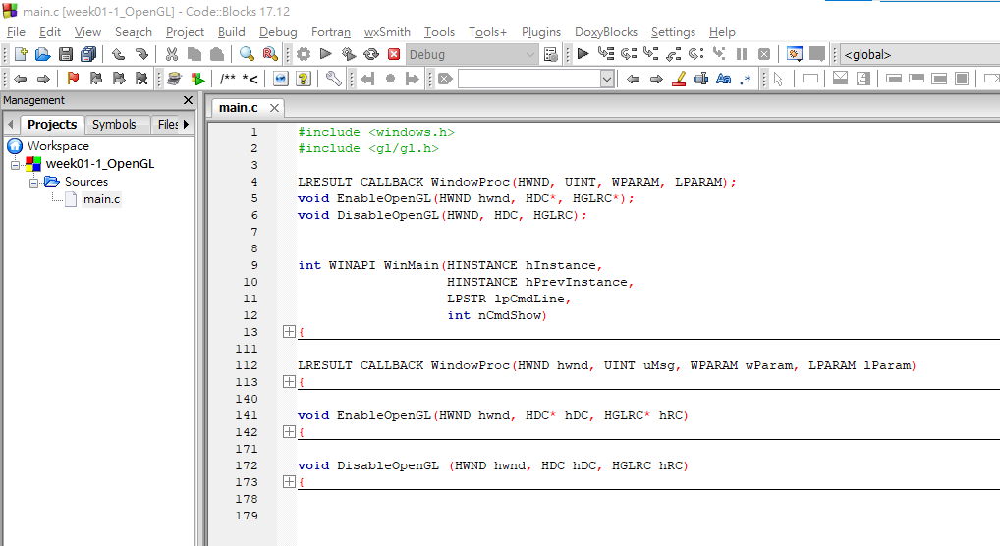 main.c [week01-1_OpenGL] - Code::Blocks 17.12
File Edit View Search Project Build Debug Fortran wxSmith Tools Tools+ Plugins DoxyBlocks Settings Help
Debug <global>
/** *< Aa .*
Management
Projects Symbols Files
Workspace
week01-1_OpenGL
Sources
main.c
main.c
1 #include <windows.h>
2 #include <gl/gl.h>
3
4 LRESULT CALLBACK WindowProc(HWND, UINT, WPARAM, LPARAM);
5 void EnableOpenGL(HWND hwnd, HDC*, HGLRC*);
6 void DisableOpenGL(HWND, HDC, HGLRC);
7
8
9 int WINAPI WinMain(HINSTANCE hInstance,
10 HINSTANCE hPrevInstance,
11 LPSTR lpCmdLine,
12 int nCmdShow)
13 {
111
112 LRESULT CALLBACK WindowProc(HWND hwnd, UINT uMsg, WPARAM wParam, LPARAM lParam)
113 {
140
141 void EnableOpenGL(HWND hwnd, HDC* hDC, HGLRC* hRC)
142 {
171
172 void DisableOpenGL (HWND hwnd, HDC hDC, HGLRC hRC)
173 {
178
179